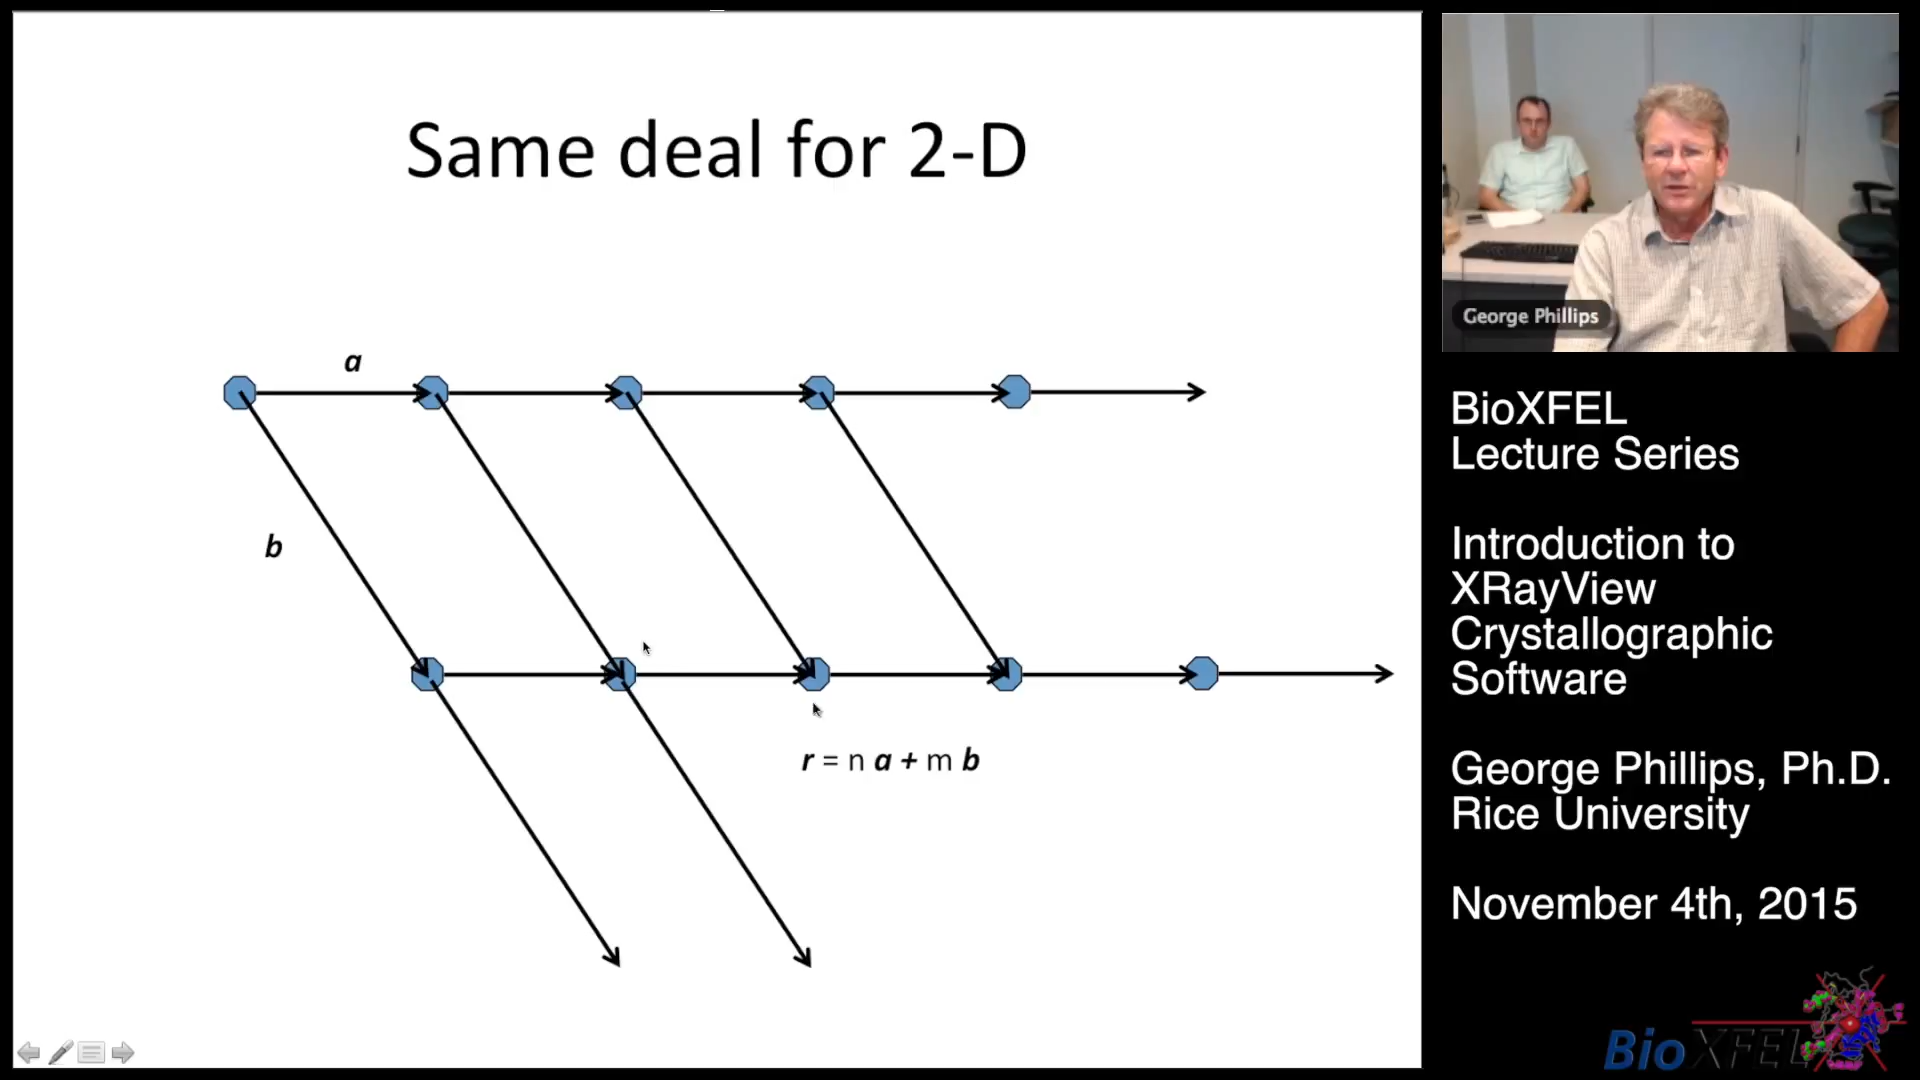 Same deal for 2-D
a
b
r = n a + m b
George Phillips
BioXFEL
Lecture Series
Introduction to
XRayView
Crystallographic
Software
George Phillips, Ph.D.
Rice University
November 4th, 2015
BioXFEL